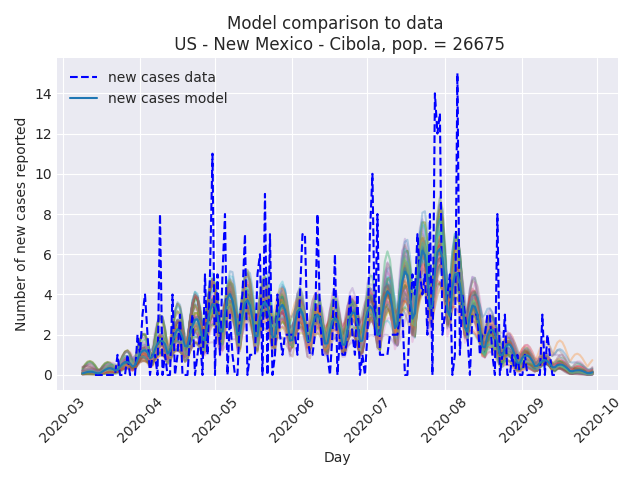 Model comparison to data
US - New Mexico - Cibola, pop. = 26675
new cases data
new cases model
Number of new cases reported
14
12
10
8
6
4
2
0
2020-03
2020-04
2020-05
2020-06
2020-07
2020-08
2020-09
2020-10
Day